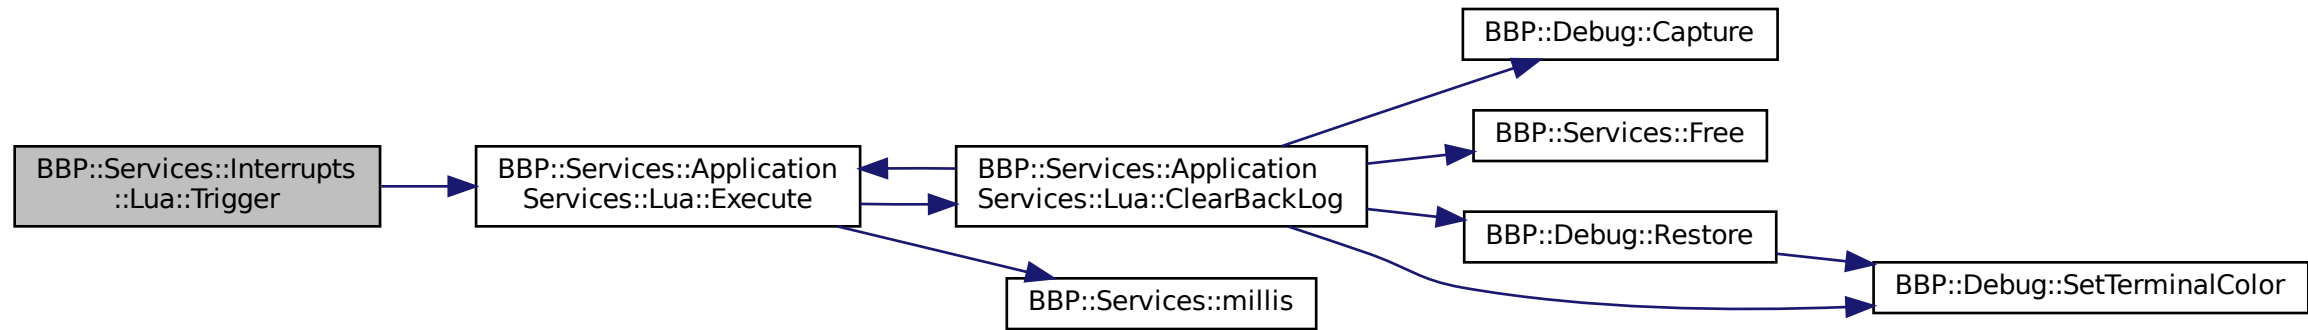 BBP::Services::Interrupts
::Lua::Trigger
BBP::Services::Application
Services::Lua::Execute
BBP::Services::Application
Services::Lua::ClearBackLog
BBP::Services::millis
BBP::Debug::Capture
BBP::Services::Free
BBP::Debug::Restore
BBP::Debug::SetTerminalColor